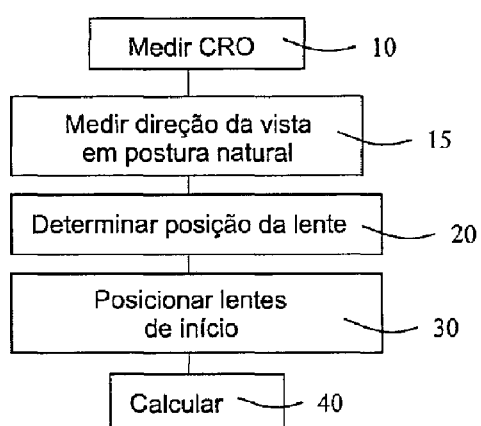 Medir CRO 10
Medir direção da vista
em postura natural 15
Determinar posição da lente 20
Posicionar lentes
de início 30
Calcular 40